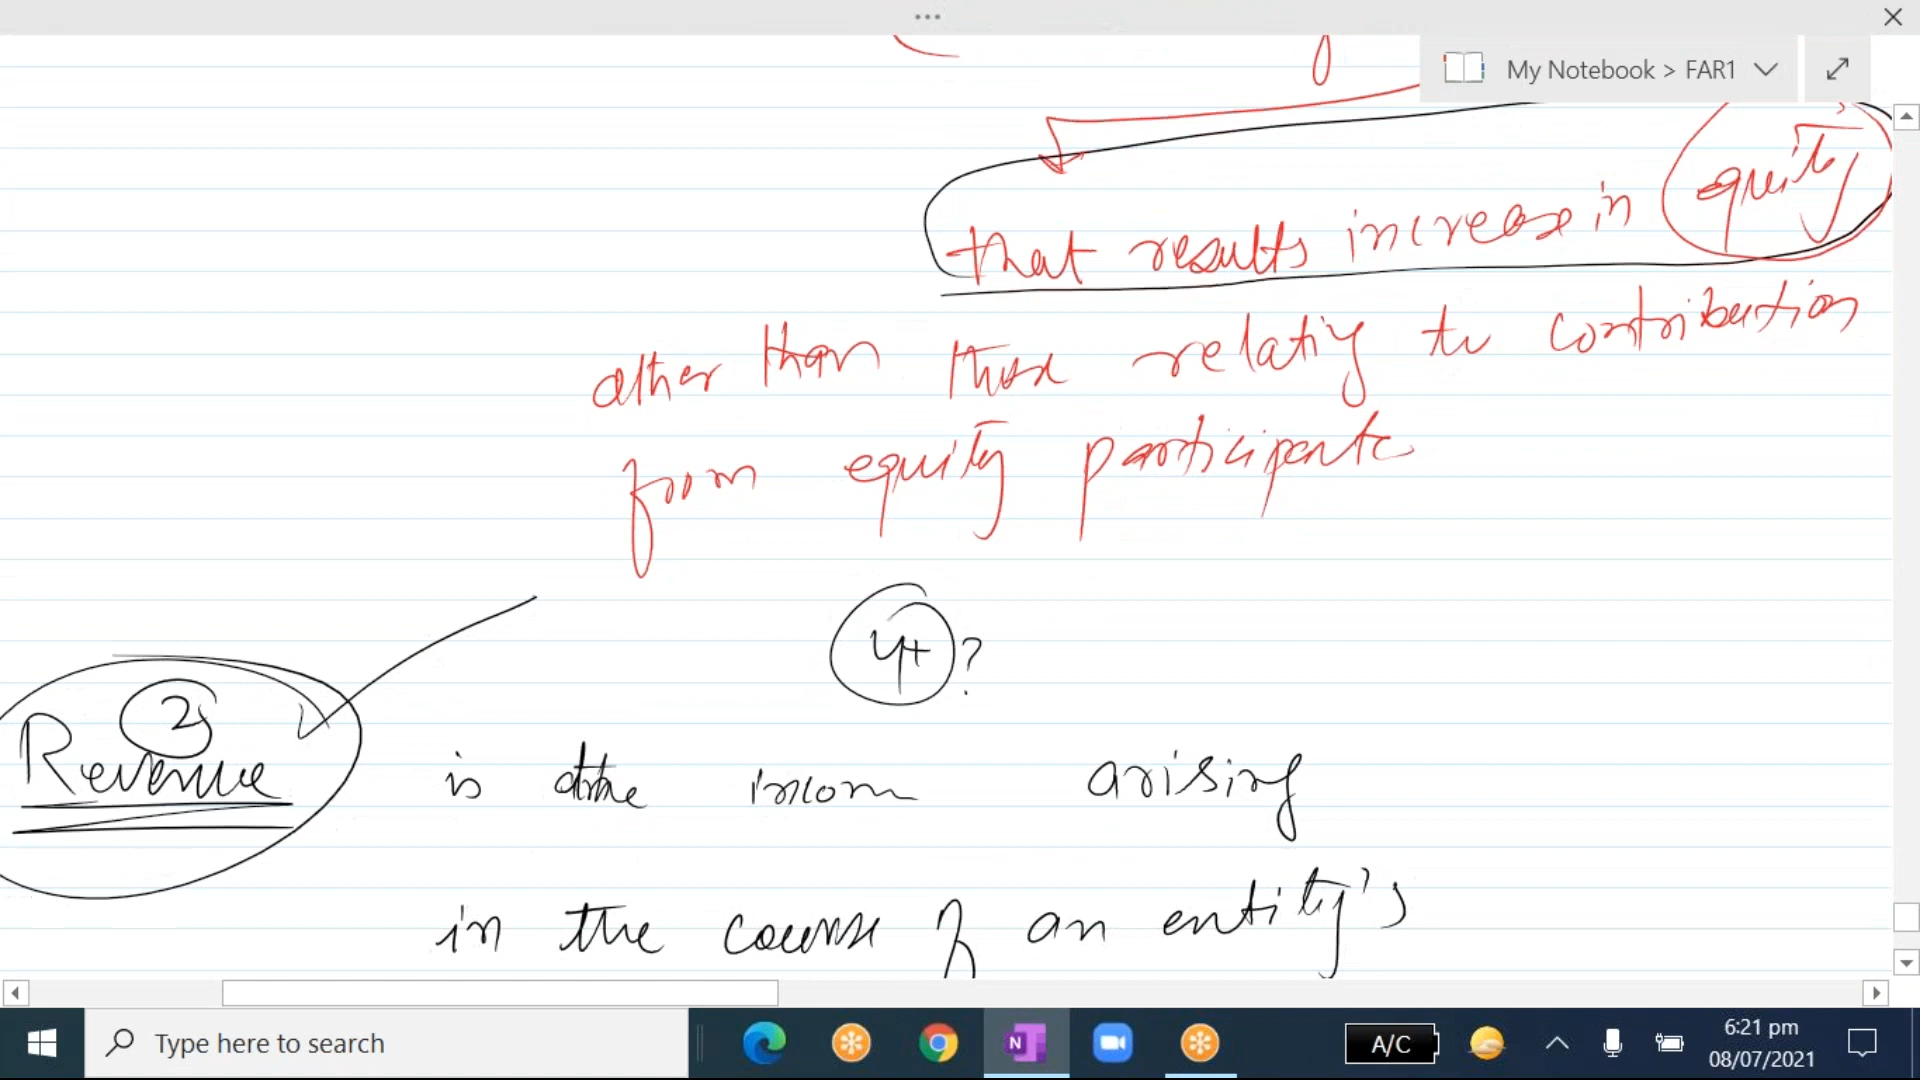 My Notebook > FAR1
that results increase in equity
other than those relating to contribution
from equity participants
4 ?
2
Revenue is the income arising
in the course of an entity's
Type here to search
N
A/C
6:21 pm
08/07/2021